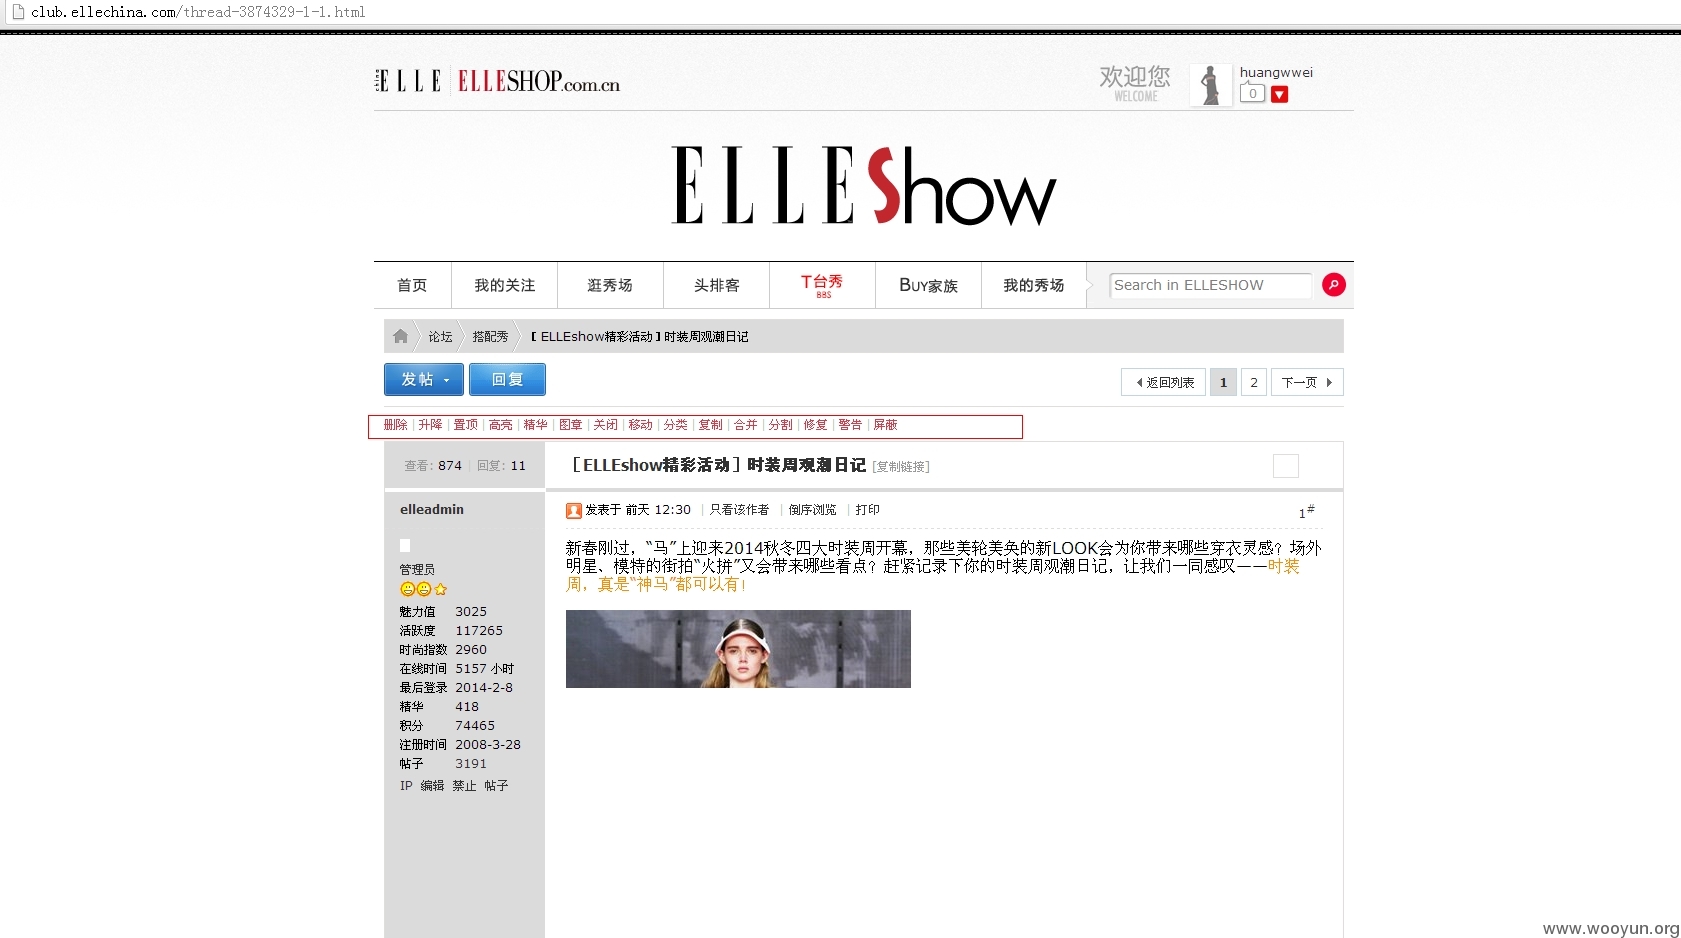 club.ellechina.com/thread-3874329-1-1.html
ELLE ELLESHOP.com.cn
欢迎您
WELCOME
huangwwei
0
ELLEShow
首页 我的关注 逛秀场 头排客 T台秀 BBS BUY家族 我的秀场 Search in ELLESHOW
论坛 搭配秀 [ ELLEshow精彩活动 ] 时装周观潮日记
发帖 回复 返回列表 1 2 下一页
删除 | 升降 | 置顶 | 高亮 | 精华 | 图章 | 关闭 | 移动 | 分类 | 复制 | 合并 | 分割 | 修复 | 警告 | 屏蔽
查看: 874 | 回复: 11
[ ELLEshow精彩活动 ] 时装周观潮日记 [复制链接]
elleadmin
管理员
魅力值 3025
活跃度 117265
时尚指数 2960
在线时间 5157 小时
最后登录 2014-2-8
精华 418
积分 74465
注册时间 2008-3-28
帖子 3191
IP 编辑 禁止 帖子
发表于 前天 12:30 | 只看该作者 | 倒序浏览 | 打印 1#
新春刚过，“马”上迎来2014秋冬四大时装周开幕，那些美轮美奂的新LOOK会为你带来哪些穿衣灵感？场外
明星、模特的街拍“火拼”又会带来哪些看点？赶紧记录下你的时装周观潮日记，让我们一同感叹——时装
周，真是“神马”都可以有！
www.wooyun.org